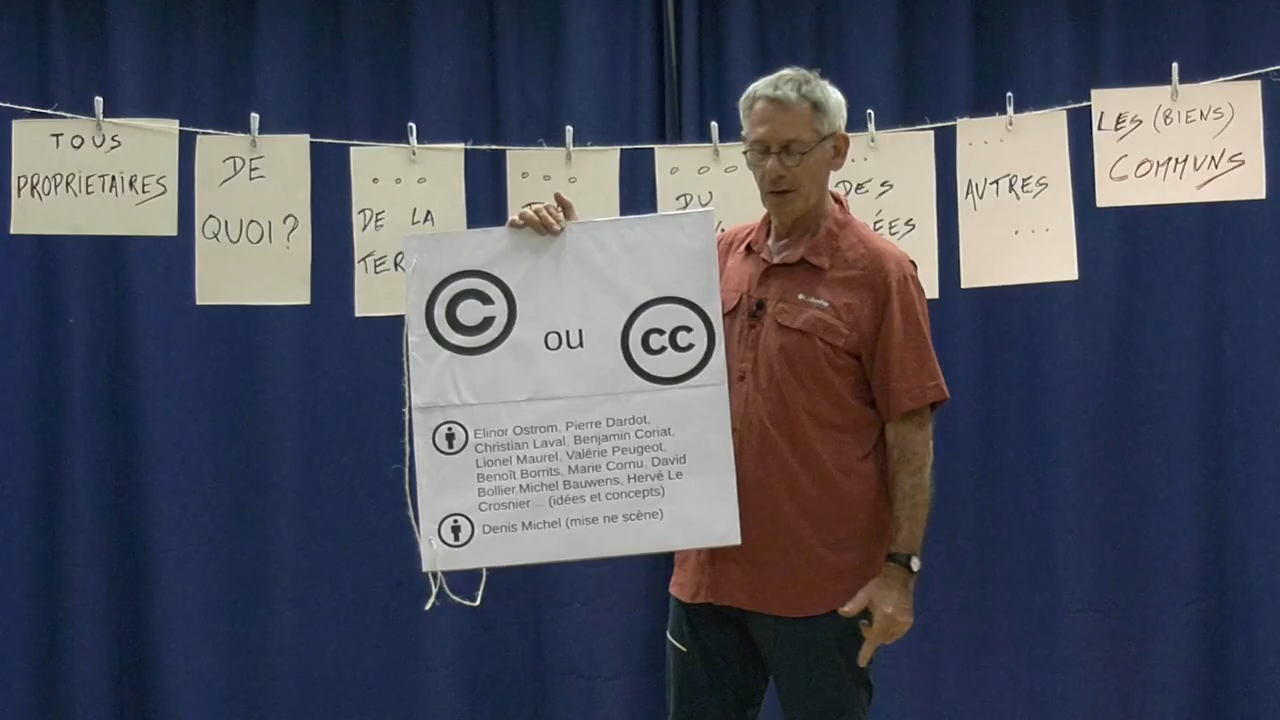 TOUS
PROPRIETAIRES
DE
QUOI?
...
DE LA
...
...
DU
...
DES
...
AUTRES
...
LES (BIENS)
COMMUNS
© ou cc
Elinor Ostrom, Pierre Dardot,
Christian Laval, Benjamin Coriat,
Lionel Maurel, Valérie Peugeot,
Benoît Borrits, Marie Cornu, David
Bollier Michel Bauwens, Hervé Le
Crosnier... (idées et concepts)
Denis Michel (mise ne scène)
Columbia